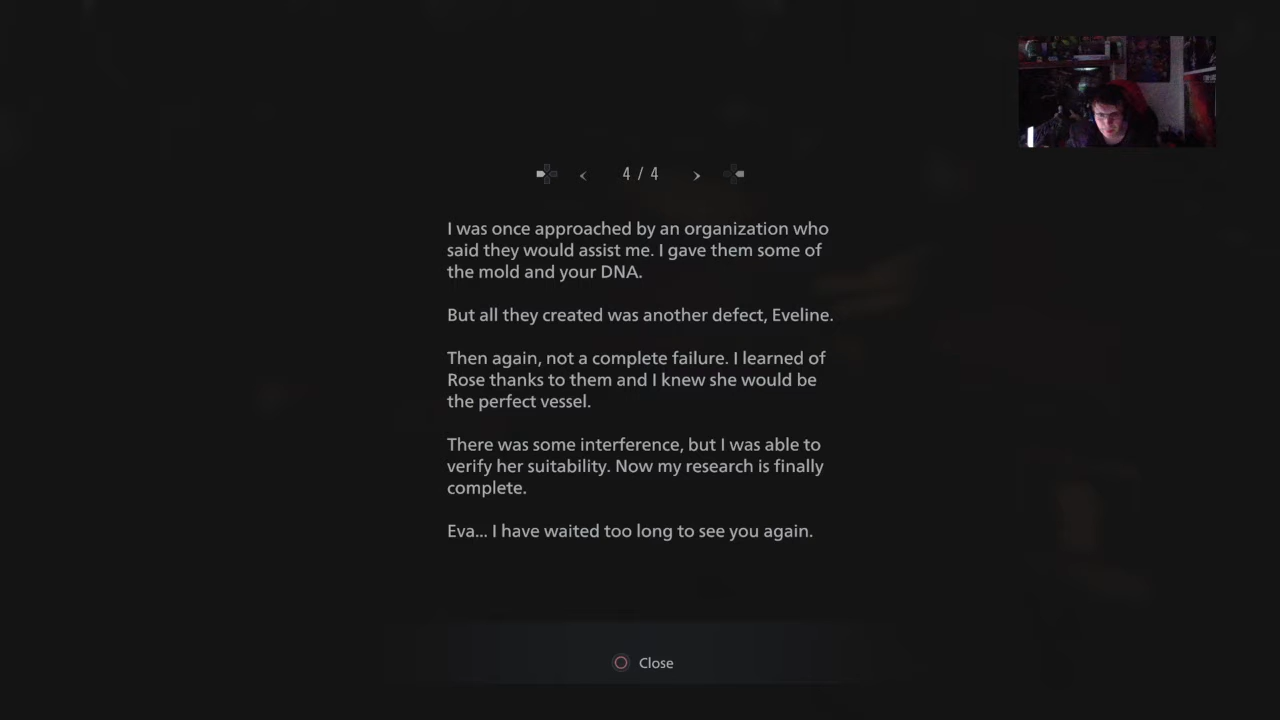 4 / 4
I was once approached by an organization who
said they would assist me. I gave them some of
the mold and your DNA.
But all they created was another defect, Eveline.
Then again, not a complete failure. I learned of
Rose thanks to them and I knew she would be
the perfect vessel.
There was some interference, but I was able to
verify her suitability. Now my research is finally
complete.
Eva... I have waited too long to see you again.
Close